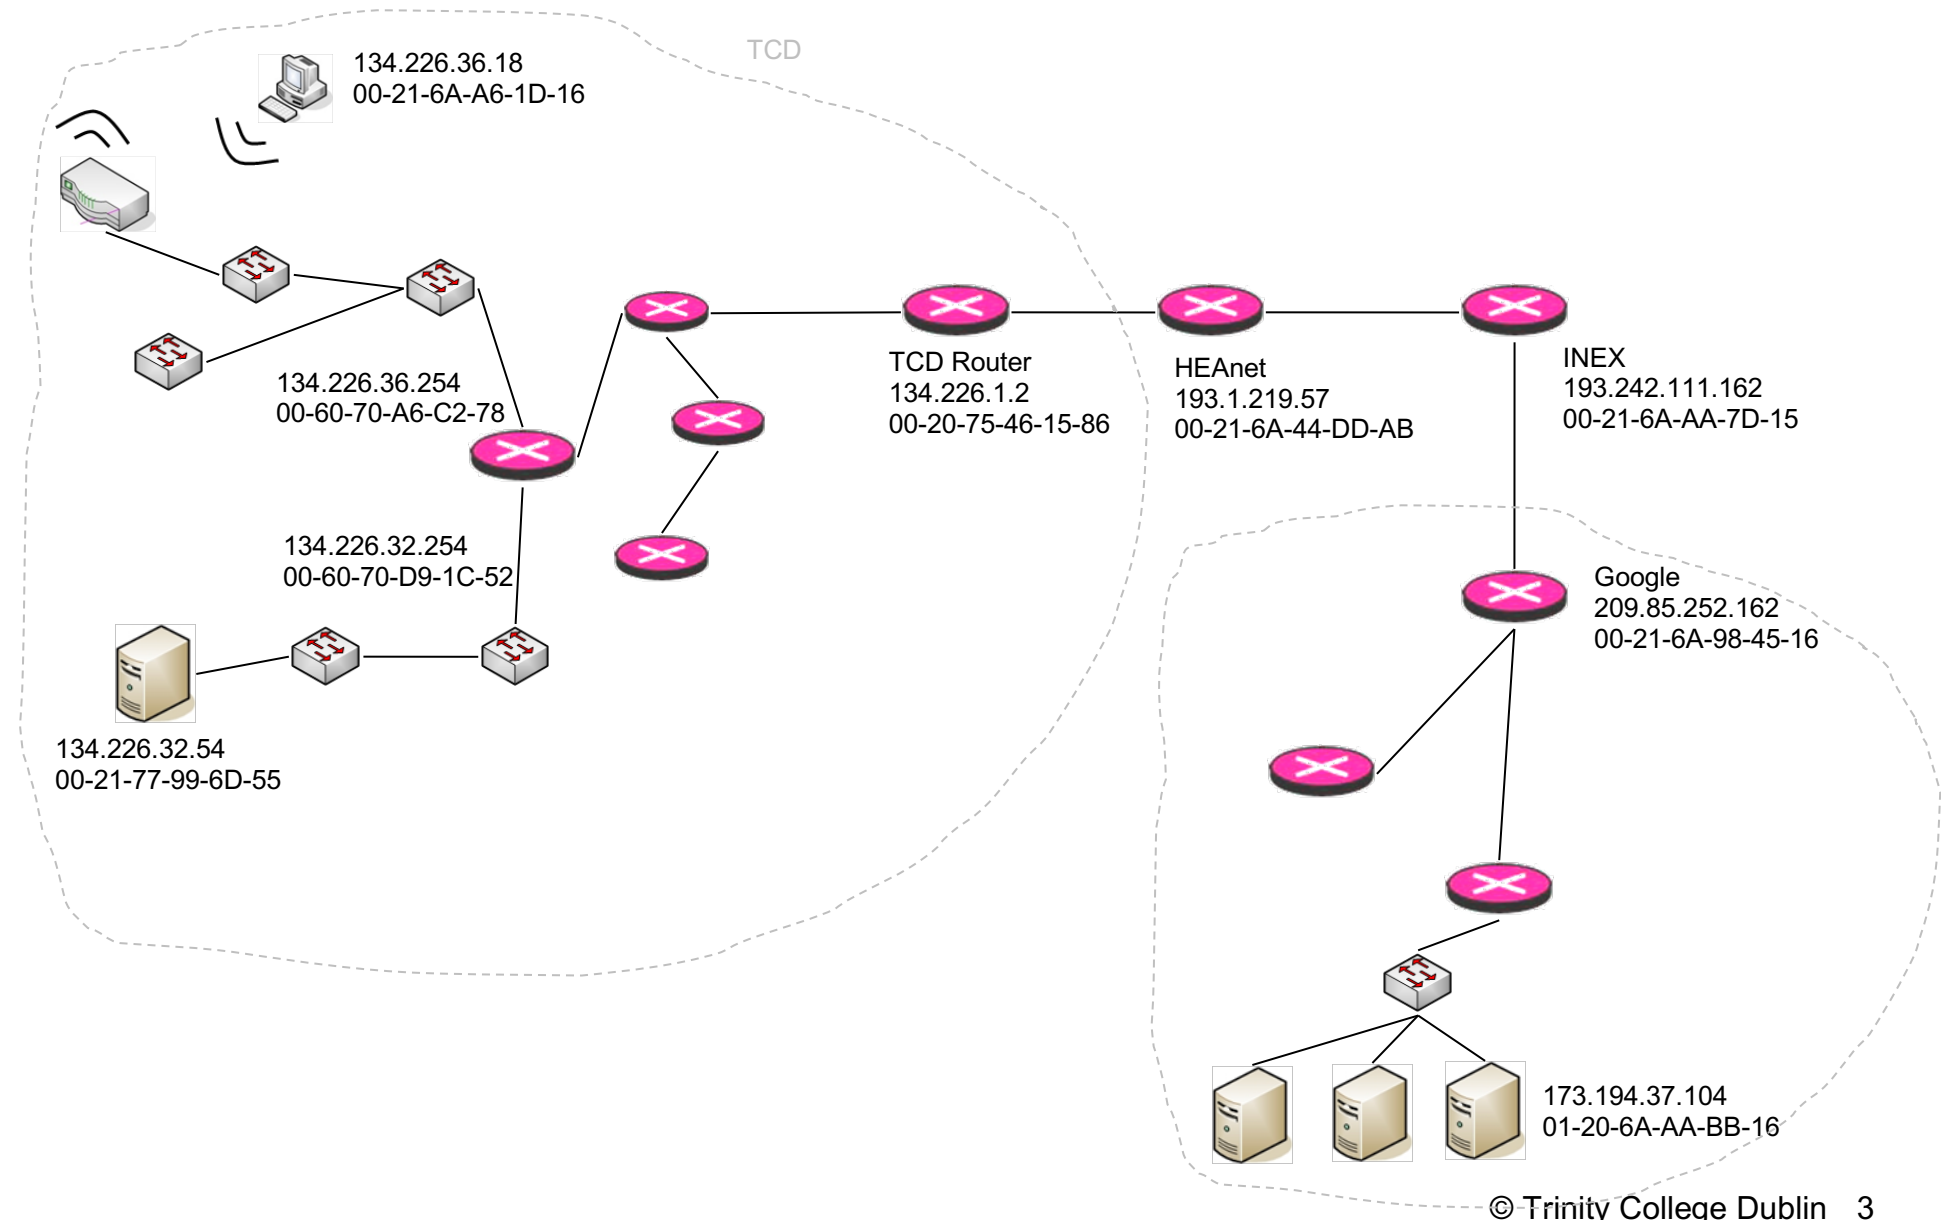 TCD
134.226.36.18
00-21-6A-A6-1D-16
134.226.36.254
00-60-70-A6-C2-78
TCD Router
134.226.1.2
00-20-75-46-15-86
HEAnet
193.1.219.57
00-21-6A-44-DD-AB
INEX
193.242.111.162
00-21-6A-AA-7D-15
134.226.32.254
00-60-70-D9-1C-52
Google
209.85.252.162
00-21-6A-98-45-16
134.226.32.54
00-21-77-99-6D-55
173.194.37.104
01-20-6A-AA-BB-16
© Trinity College Dublin 3